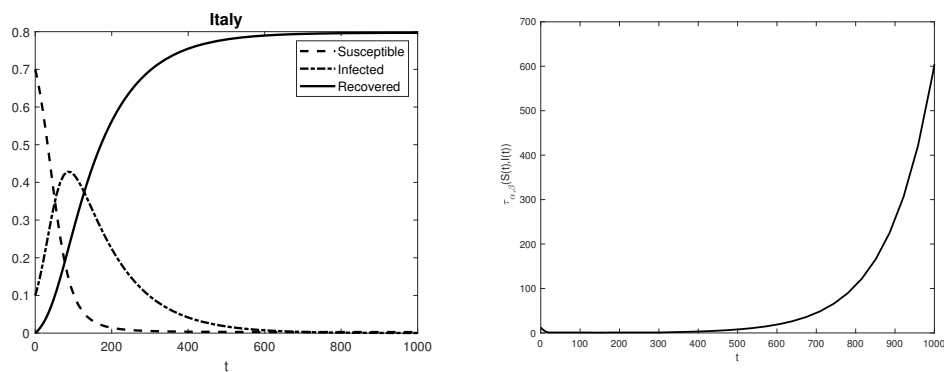 Italy
0.8
0.7
0.6
0.5
0.4
0.3
0.2
0.1
0
Susceptible
Infected
Recovered
0 200 400 600 800 1000
t
700
600
500
400
300
200
100
0
τα,β(S(t),I(t))
0 100 200 300 400 500 600 700 800 900 1000
t